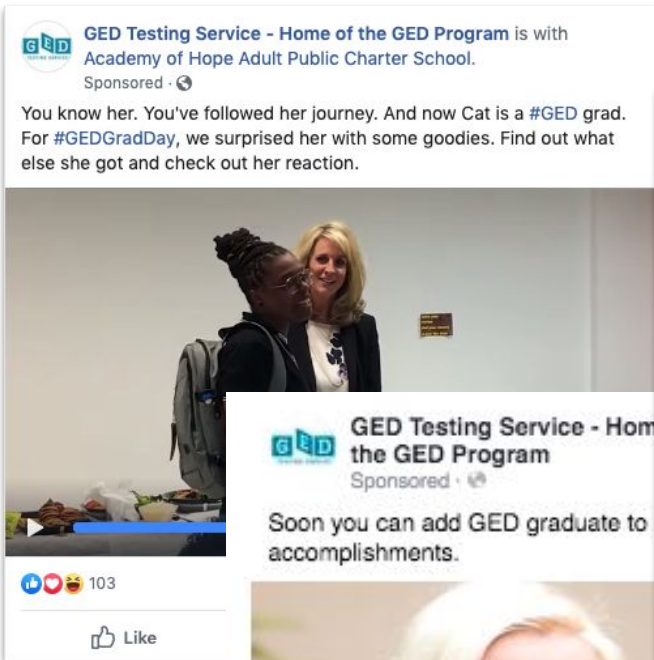 GED
GED Testing Service - Home of the GED Program is with
Academy of Hope Adult Public Charter School.
Sponsored ·
You know her. You've followed her journey. And now Cat is a #GED grad.
For #GEDGradDay, we surprised her with some goodies. Find out what
else she got and check out her reaction.
103
Like
GED
GED Testing Service - Hom
the GED Program
Sponsored ·
Soon you can add GED graduate to
accomplishments.